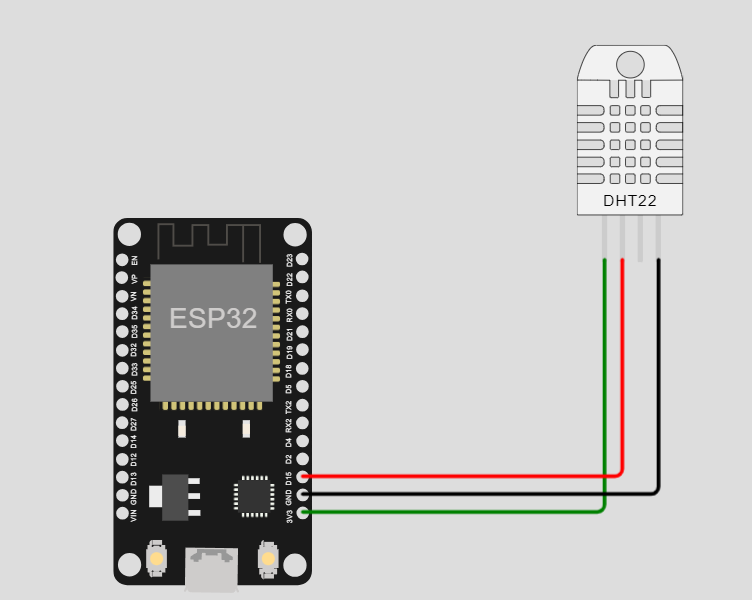 DHT22
ESP32
EN
VP
VN
D34
D35
D32
D33
D25
D26
D27
D14
D12
D13
GND
VIN
D23
D22
TX0
RX0
D21
D19
D18
D5
TX2
RX2
D4
D2
D15
GND
3V3